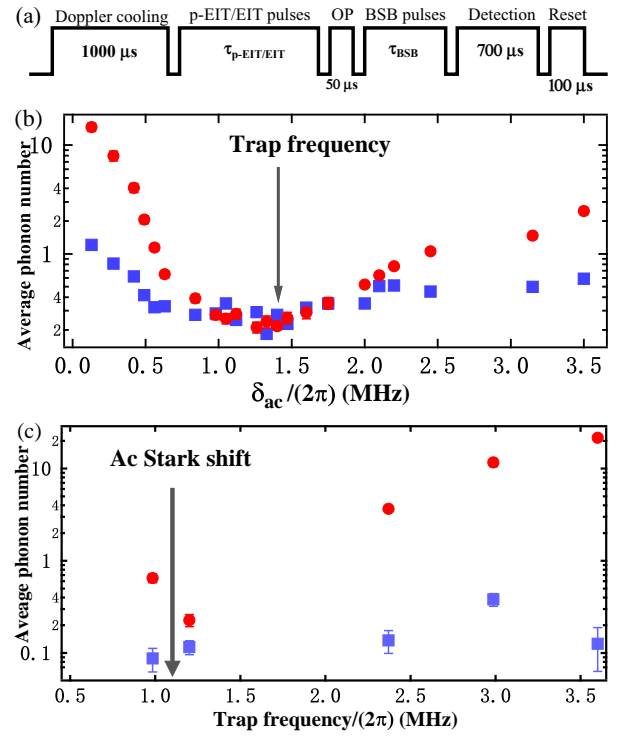 (a) Doppler cooling p-EIT/EIT pulses OP BSB pulses Detection Reset
1000 μs τp-EIT/EIT τBSB 700 μs
50 μs 100 μs
(b)
10
4
2
1
4
2
Average phonon number
Trap frequency
0.0 0.5 1.0 1.5 2.0 2.5 3.0 3.5
δac/(2π) (MHz)
(c)
2
10
4
2
1
4
2
0.1
Aveage phonon number
Ac Stark shift
0.5 1.0 1.5 2.0 2.5 3.0 3.5
Trap frequency/(2π) (MHz)